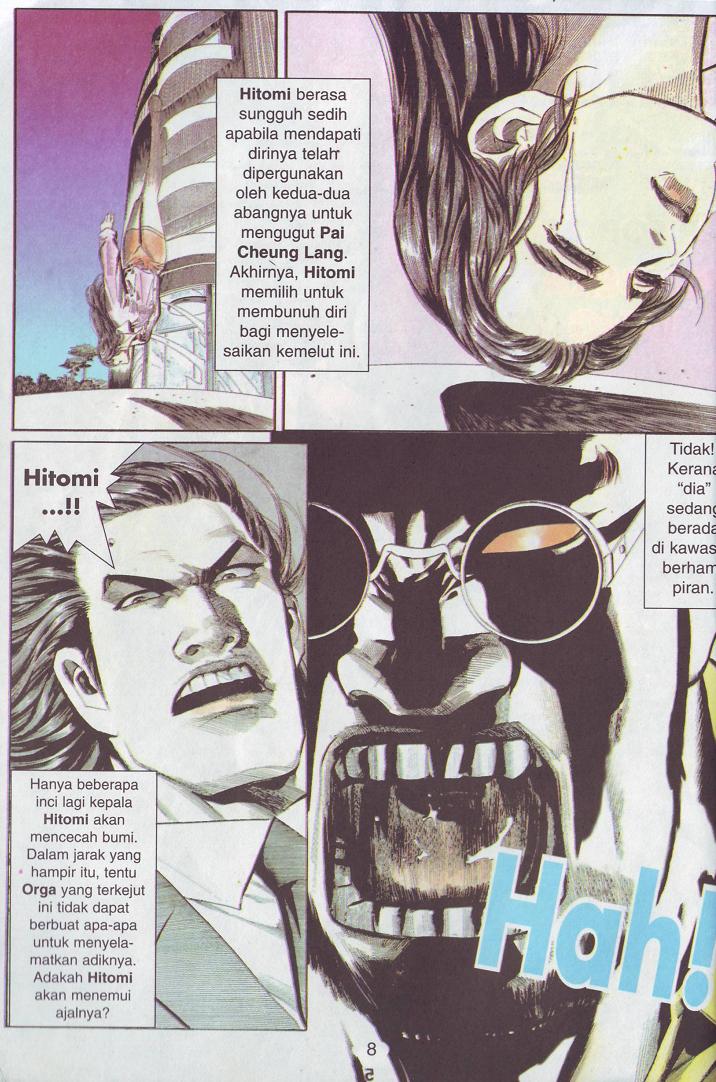 Hitomi berasa
sungguh sedih
apabila mendapati
dirinya telah
dipergunakan
oleh kedua-dua
abangnya untuk
mengugut Pai
Cheung Lang.
Akhirnya, Hitomi
memilih untuk
membunuh diri
bagi menyele-
saikan kemelut ini.
Hitomi
...!!
Tidak!
Kerana
“dia”
sedang
berada
di kawas
berham
piran.
Hanya beberapa
inci lagi kepala
Hitomi akan
mencecah bumi.
Dalam jarak yang
hampir itu, tentu
Orga yang terkejut
ini tidak dapat
berbuat apa-apa
untuk menyela-
matkan adiknya.
Adakah Hitomi
akan menemui
ajalnya?
Hah!
8